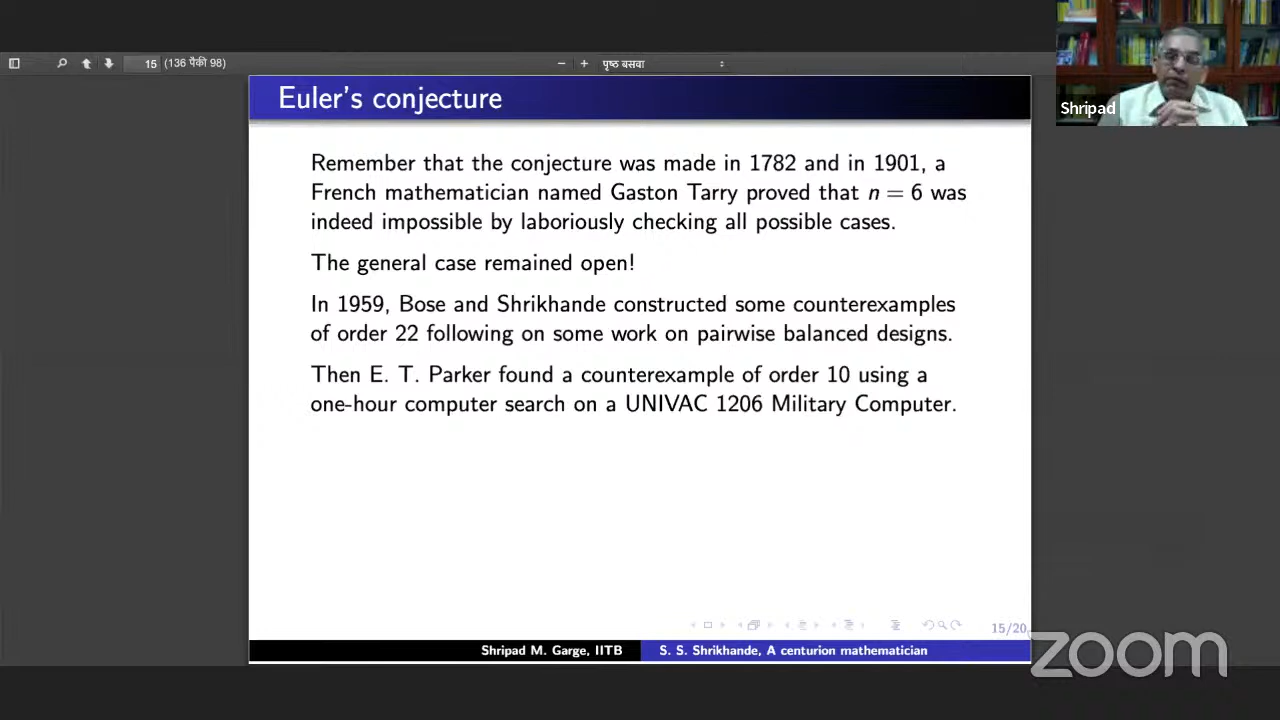 15 (136 पैकी 98)
पृष्ठ बसवा
Shripad
Euler's conjecture
Remember that the conjecture was made in 1782 and in 1901, a
French mathematician named Gaston Tarry proved that n = 6 was
indeed impossible by laboriously checking all possible cases.
The general case remained open!
In 1959, Bose and Shrikhande constructed some counterexamples
of order 22 following on some work on pairwise balanced designs.
Then E. T. Parker found a counterexample of order 10 using a
one-hour computer search on a UNIVAC 1206 Military Computer.
15/20
Shripad M. Garge, IITB S. S. Shrikhande, A centurion mathematician
zoom